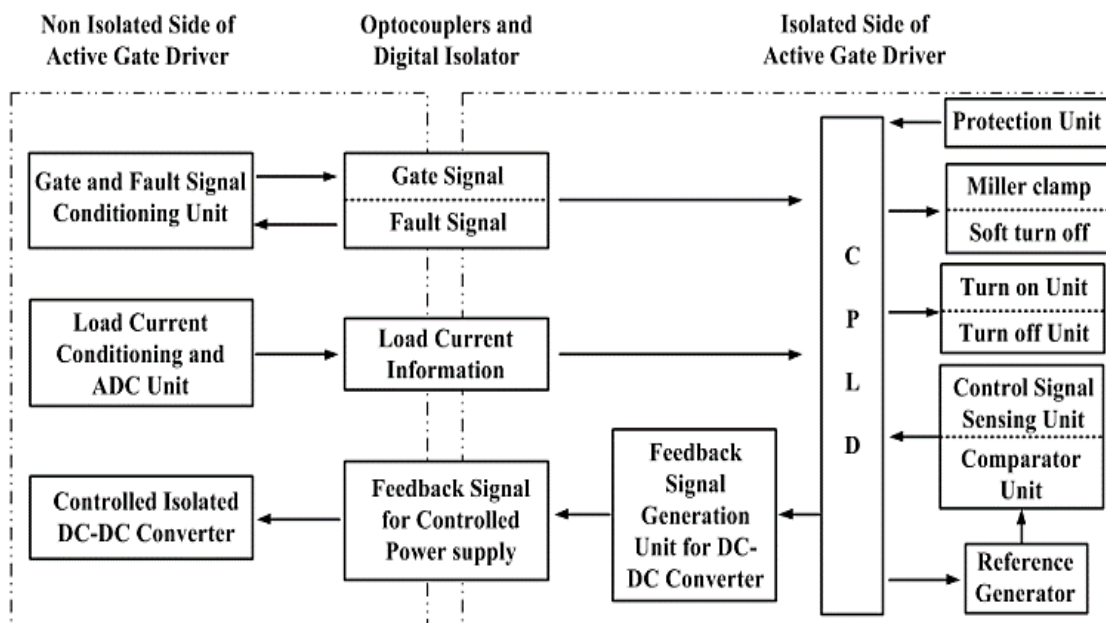 Non Isolated Side of
Active Gate Driver
Optocouplers and
Digital Isolator
Isolated Side of
Active Gate Driver
Gate and Fault Signal
Conditioning Unit
Gate Signal
Fault Signal
Load Current
Conditioning and
ADC Unit
Load Current
Information
Controlled Isolated
DC-DC Converter
Feedback Signal
for Controlled
Power supply
Feedback
Signal
Generation
Unit for DC-
DC Converter
C
P
L
D
Protection Unit
Miller clamp
Soft turn off
Turn on Unit
Turn off Unit
Control Signal
Sensing Unit
Comparator
Unit
Reference
Generator